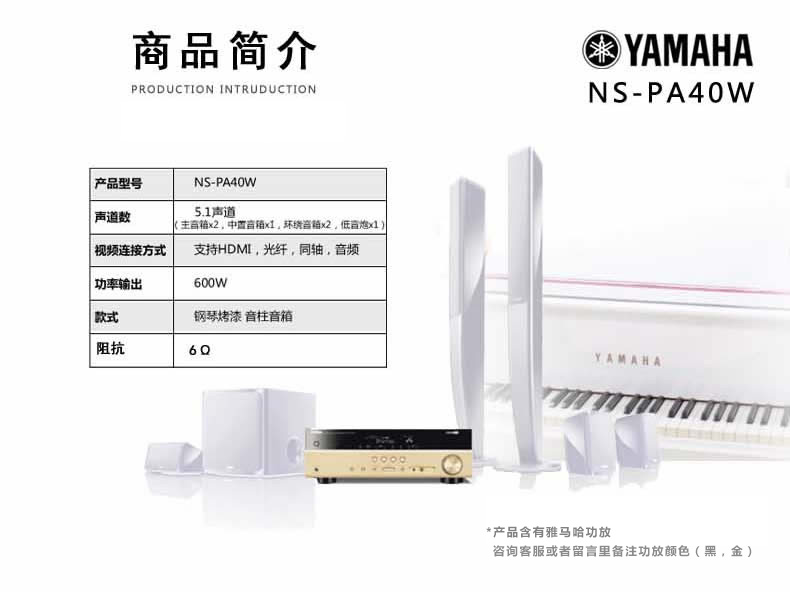 商品简介
PRODUCTION INTRUDUCTION
YAMAHA
NS-PA40W
产品型号 NS-PA40W
声道数 5.1声道
（主音箱x2，中置音箱x1，环绕音箱x2，低音炮x1）
视频连接方式 支持HDMI，光纤，同轴，音频
功率输出 600W
款式 钢琴烤漆 音柱音箱
阻抗 6 Ω
YAMAHA
*产品含有雅马哈功放
咨询客服或者留言里备注功放颜色（黑，金）